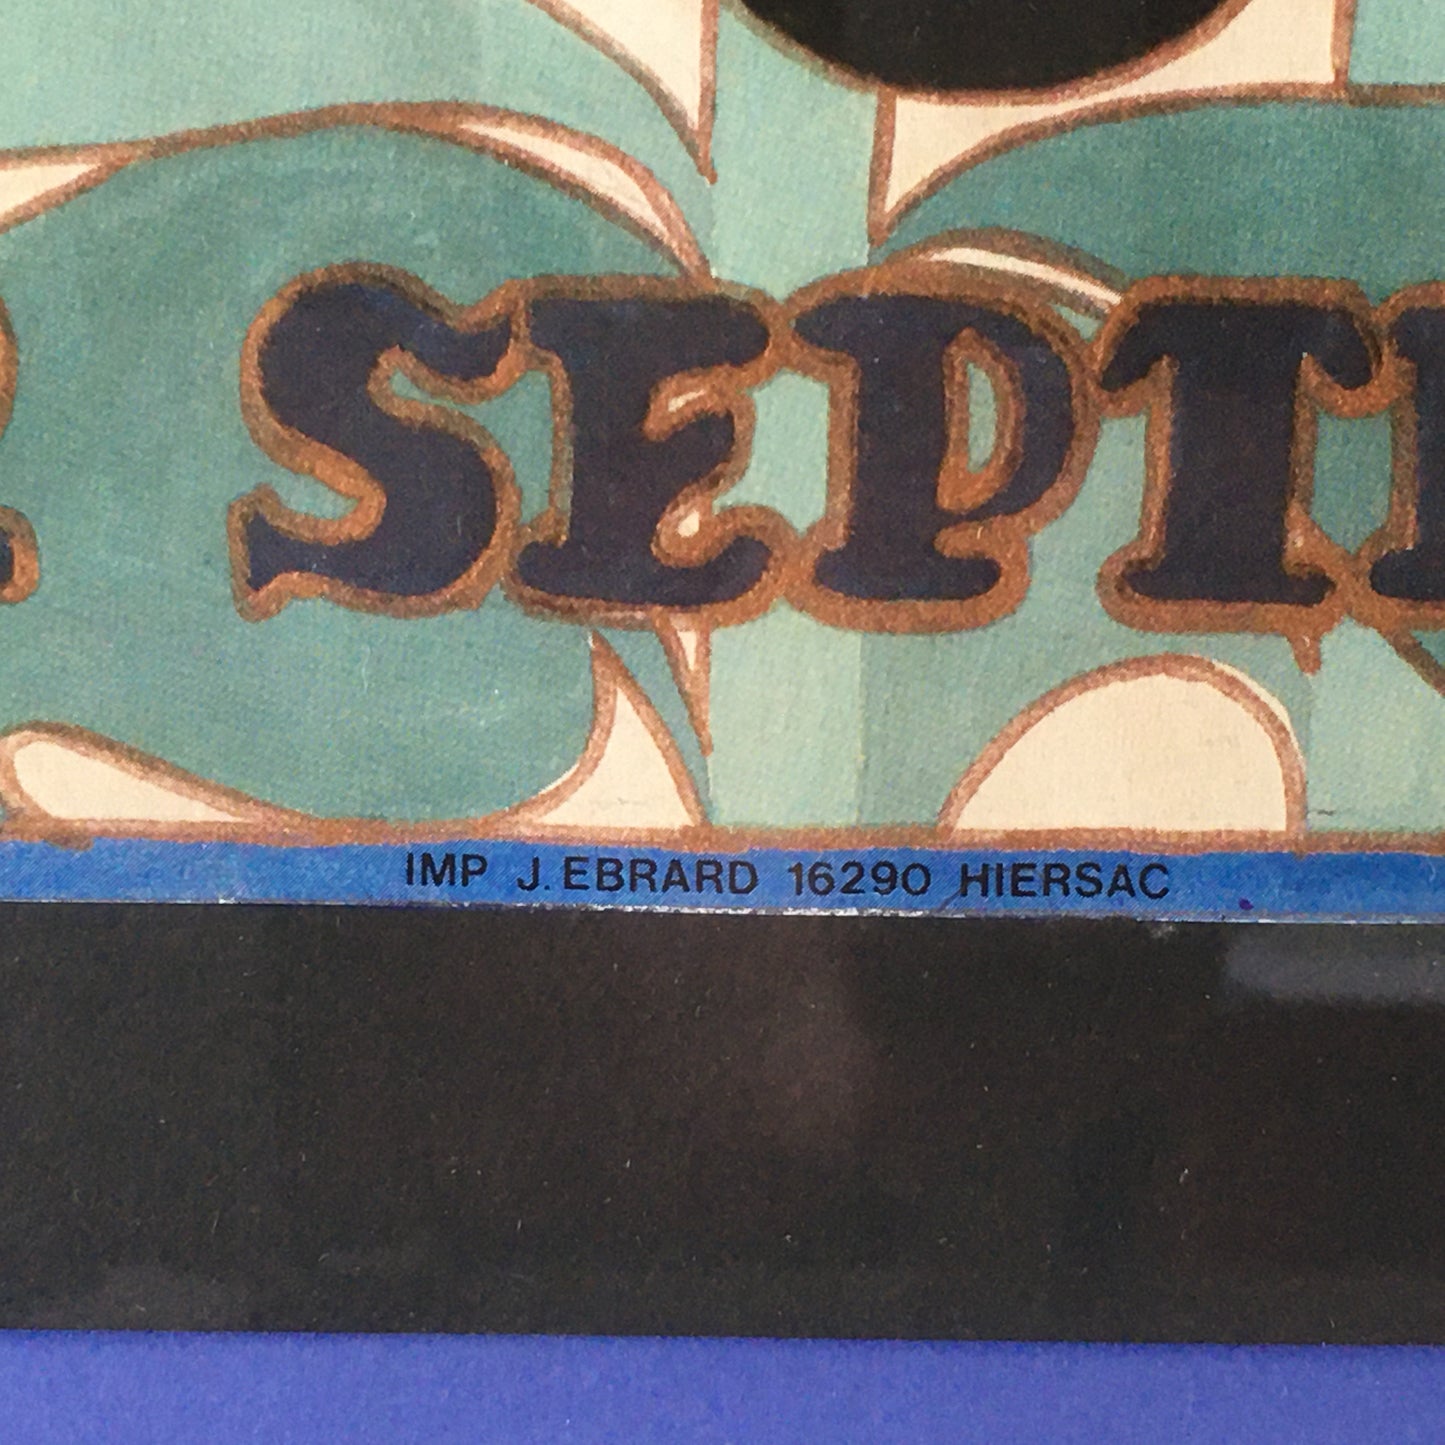 SEPT
IMP J. EBRARD 16290 HIERSAC